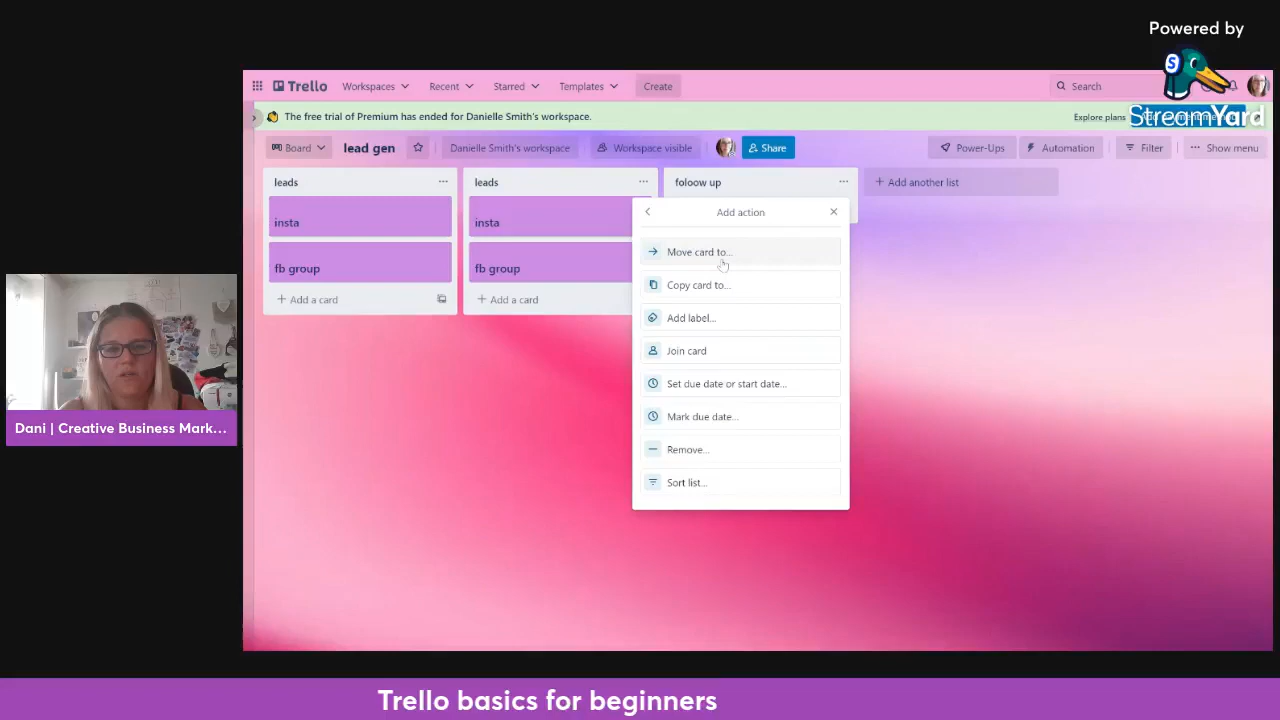 Powered by
StreamYard
Trello
Workspaces
Recent
Starred
Templates
Create
Search
The free trial of Premium has ended for Danielle Smith's workspace.
Explore plans
Board
lead gen
Danielle Smith's workspace
Workspace visible
Share
Power-Ups
Automation
Filter
Show menu
leads
leads
foloow up
Add another list
insta
insta
fb group
fb group
Add a card
Add a card
Add action
Move card to...
Copy card to...
Add label...
Join card
Set due date or start date...
Mark due date...
Remove...
Sort list...
Dani | Creative Business Mark...
Trello basics for beginners